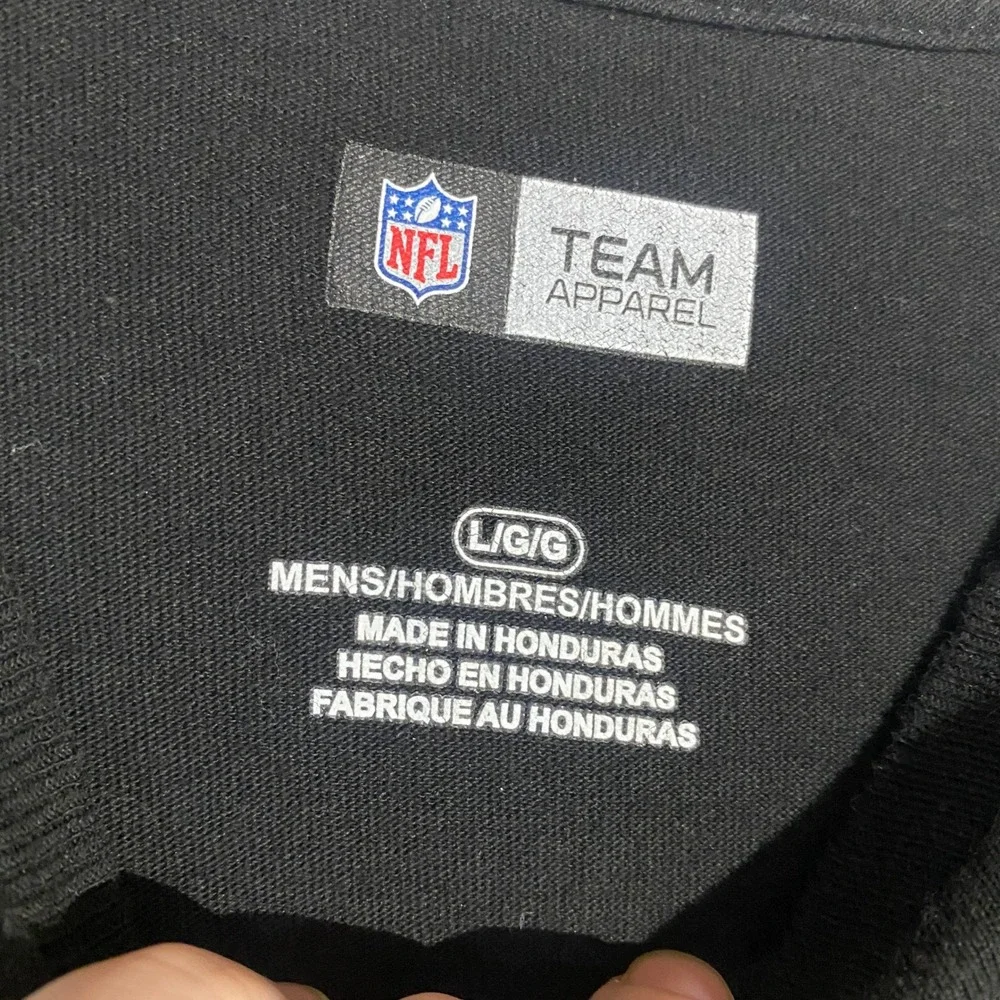 NFL
TEAM
APPAREL
L/G/G
MENS/HOMBRES/HOMMES
MADE IN HONDURAS
HECHO EN HONDURAS
FABRIQUE AU HONDURAS